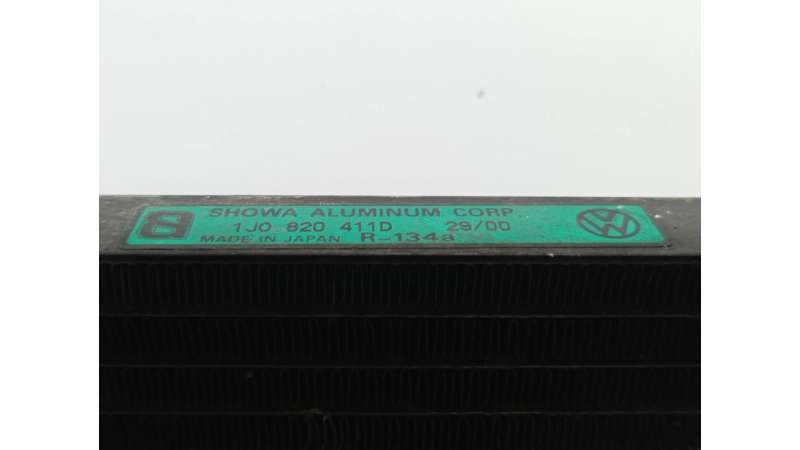 SHOWA ALUMINUM CORP.
1J0 820 411D 29/00
MADE IN JAPAN R-134a